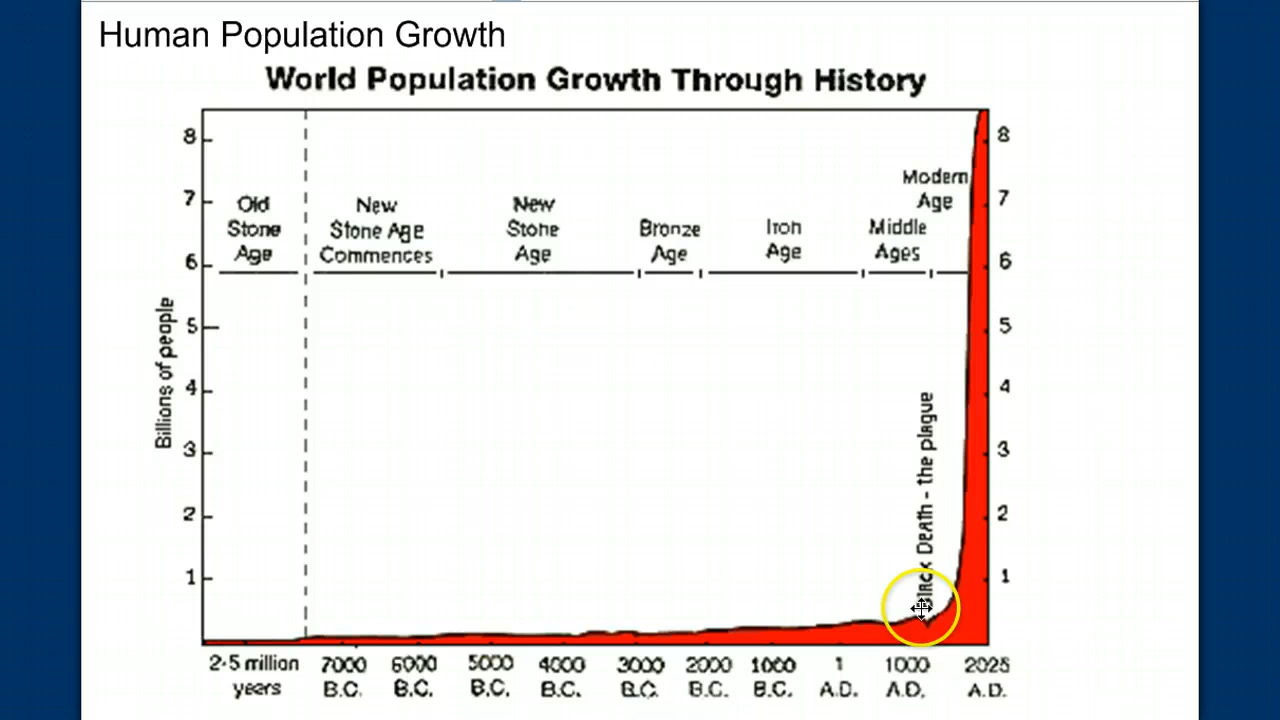 Human Population Growth
World Population Growth Through History
8
7
6
5
4
3
2
1
Billions of people
Old
Stone
Age
New
Stone Age
Commences
New
Stone
Age
Bronze
Age
Iron
Age
Middle
Ages
Modern
Age
Black Death - the plague
8
7
6
5
4
3
2
1
2·5 million
years
7000
B.C.
6000
B.C.
5000
B.C.
4000
B.C.
3000
B.C.
2000
B.C.
1000
B.C.
1
A.D.
1000
A.D.
2025
A.D.